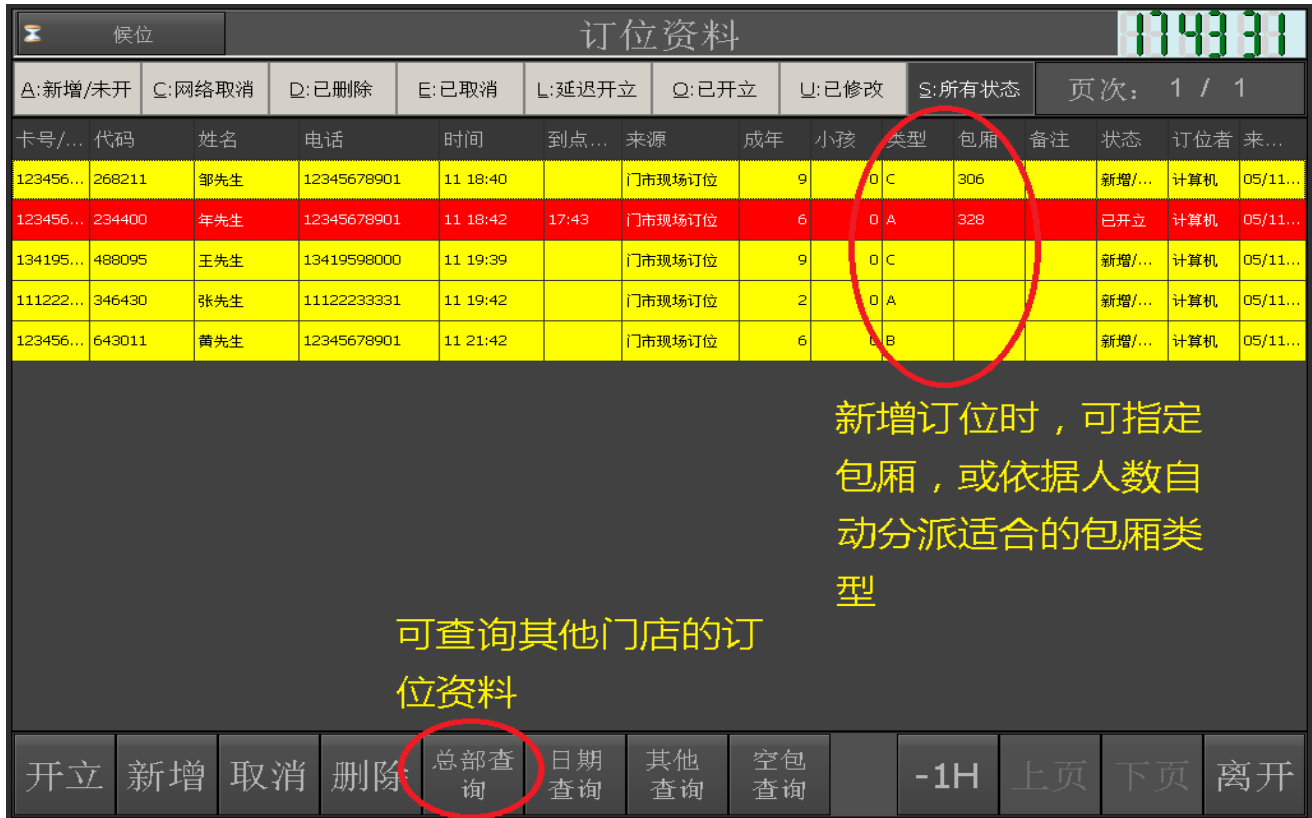 候位 订位资料 17:43:31
A:新增/未开 C:网络取消 D:已删除 E:已取消 L:延迟开立 O:已开立 U:已修改 S:所有状态 页次: 1 / 1
卡号/... 代码 姓名 电话 时间 到点... 来源 成年 小孩 类型 包厢 备注 状态 订位者 来...
123456... 268211 邹先生 12345678901 11 18:40 门市现场订位 9 0 C 306 新增/... 计算机 05/11...
123456... 234400 年先生 12345678901 11 18:42 17:43 门市现场订位 6 0 A 328 已开立 计算机 05/11...
134195... 488095 王先生 13419598000 11 19:39 门市现场订位 9 0 C 新增/... 计算机 05/11...
111222... 346430 张先生 11122233331 11 19:42 门市现场订位 2 0 A 新增/... 计算机 05/11...
123456... 643011 黄先生 12345678901 11 21:42 门市现场订位 6 0 B 新增/... 计算机 05/11...
新增订位时，可指定
包厢，或依据人数自
动分派适合的包厢类
型
可查询其他门店的订
位资料
开立 新增 取消 删除 总部查询 日期查询 其他查询 空包查询 -1H 上页 下页 离开